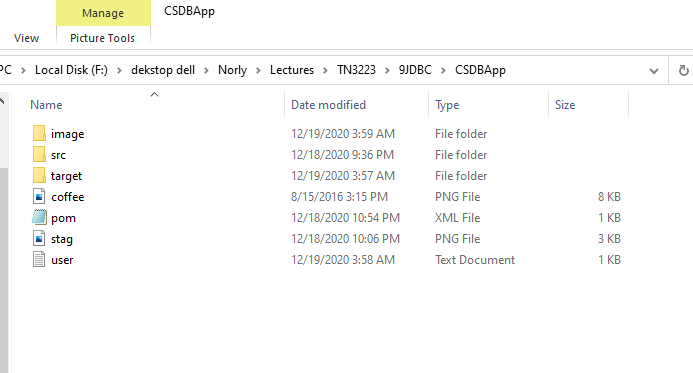 Manage CSDBApp
View Picture Tools
PC > Local Disk (F:) > dekstop dell > Norly > Lectures > TN3223 > 9JDBC > CSDBApp
Name Date modified Type Size
image 12/19/2020 3:59 AM File folder
src 12/18/2020 9:36 PM File folder
target 12/19/2020 3:57 AM File folder
coffee 8/15/2016 3:15 PM PNG File 8 KB
pom 12/18/2020 10:54 PM XML File 1 KB
stag 12/18/2020 10:06 PM PNG File 3 KB
user 12/19/2020 3:58 AM Text Document 1 KB